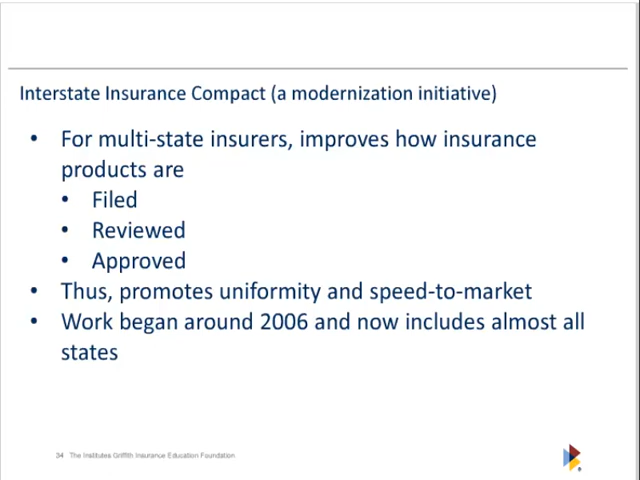 Interstate Insurance Compact (a modernization initiative)
• For multi-state insurers, improves how insurance
products are
• Filed
• Reviewed
• Approved
• Thus, promotes uniformity and speed-to-market
• Work began around 2006 and now includes almost all
states
34 The Institutes Griffith Insurance Education Foundation